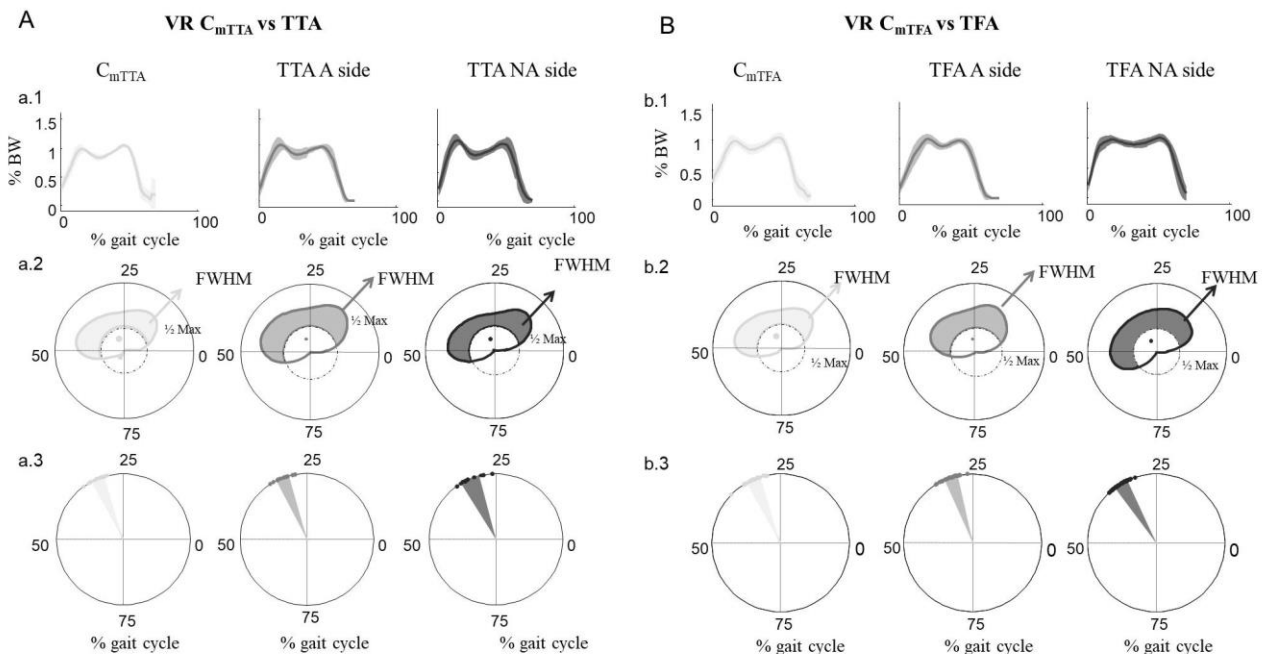 A
VR CmTTA vs TTA
CmTTA
TTA A side
TTA NA side
a.1
1.5
1
0.5
0
% BW
0
100
0
100
0
100
% gait cycle
% gait cycle
% gait cycle
a.2
25
FWHM
½ Max
50
0
75
25
FWHM
½ Max
50
0
75
25
FWHM
½ Max
50
0
75
a.3
25
50
0
75
% gait cycle
25
50
0
75
% gait cycle
25
50
0
75
% gait cycle
B
VR CmTFA vs TFA
CmTFA
TFA A side
TFA NA side
b.1
1.5
1
0.5
0
% BW
0
100
0
100
0
100
% gait cycle
% gait cycle
% gait cycle
b.2
25
FWHM
½ Max
50
0
75
25
FWHM
½ Max
50
0
75
25
FWHM
½ Max
50
0
75
b.3
25
50
0
75
% gait cycle
25
50
0
75
% gait cycle
25
50
0
75
% gait cycle